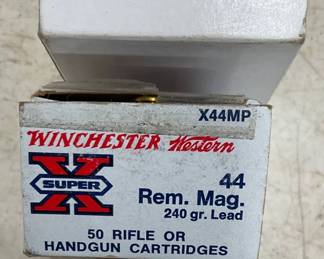 X44MP
WINCHESTER Western
X
SUPER
44
Rem. Mag.
240 gr. Lead
50 RIFLE OR
HANDGUN CARTRIDGES